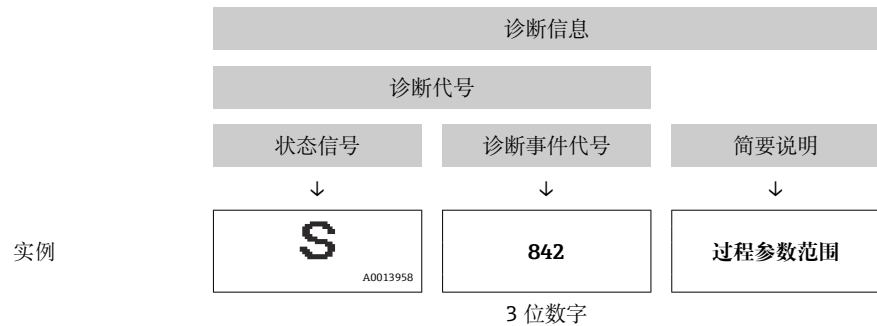 诊断信息
诊断代号
状态信号 诊断事件代号 简要说明
↓ ↓ ↓
实例 S 842 过程参数范围
A0013958
3 位数字